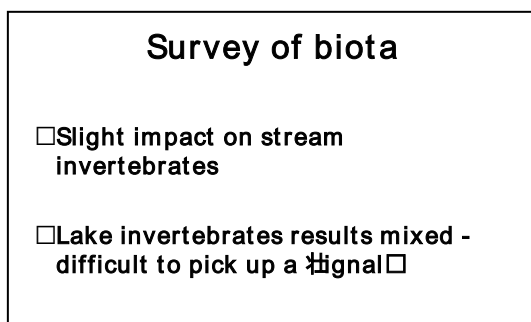 Survey of biota
□Slight impact on stream
invertebrates
□Lake invertebrates results mixed -
difficult to pick up a 壮ignal□